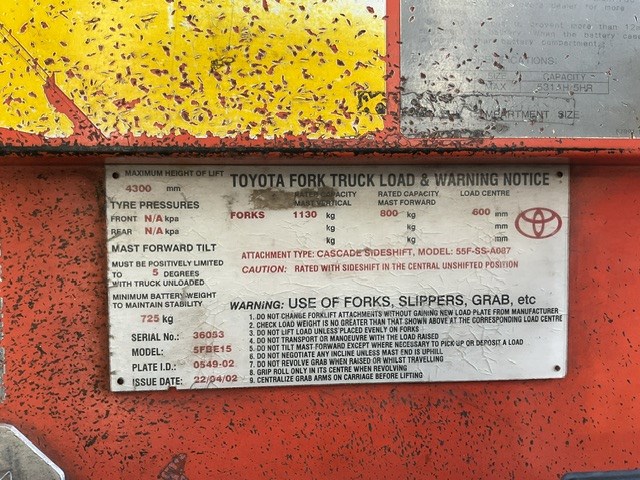 dealer for more
CAPACITY
MAX
COMPARTMENT SIZE
MAXIMUM HEIGHT OF LIFT
4300 mm
TYRE PRESSURES
FRONT N/A kpa
REAR N/A kpa
MAST FORWARD TILT
MUST BE POSITIVELY LIMITED
TO 5 DEGREES
WITH TRUCK UNLOADED
MINIMUM BATTERY WEIGHT
TO MAINTAIN STABILITY
725 kg
SERIAL No.: 36053
MODEL: 5FBE15
PLATE I.D.: 0549-02
ISSUE DATE: 22/04/02
TOYOTA FORK TRUCK LOAD & WARNING NOTICE
RATED CAPACITY RATED CAPACITY LOAD CENTRE
MAST VERTICAL MAST FORWARD
FORKS 1130 kg 800 kg 600 mm
kg kg mm
kg kg mm
ATTACHMENT TYPE: CASCADE SIDESHIFT, MODEL: 55F-SS-A087
CAUTION: RATED WITH SIDESHIFT IN THE CENTRAL UNSHIFTED POSITION
WARNING: USE OF FORKS, SLIPPERS, GRAB, etc
1. DO NOT CHANGE FORKLIFT ATTACHMENTS WITHOUT GAINING NEW LOAD PLATE FROM MANUFACTURER
2. CHECK LOAD WEIGHT IS NO GREATER THAN THAT SHOWN ABOVE AT THE CORRESPONDING LOAD CENTRE
3. DO NOT LIFT LOAD UNLESS PLACED EVENLY ON FORKS
4. DO NOT TRANSPORT OR MANOEUVRE WITH THE LOAD RAISED
5. DO NOT TILT MAST FORWARD EXCEPT WHERE NECESSARY TO PICK UP OR DEPOSIT A LOAD
6. DO NOT NEGOTIATE ANY INCLINE UNLESS MAST END IS UPHILL
7. DO NOT REVOLVE GRAB WHEN RAISED OR WHILST TRAVELLING
8. GRIP ROLL ONLY IN ITS CENTRE WHEN REVOLVING
9. CENTRALIZE GRAB ARMS ON CARRIAGE BEFORE LIFTING